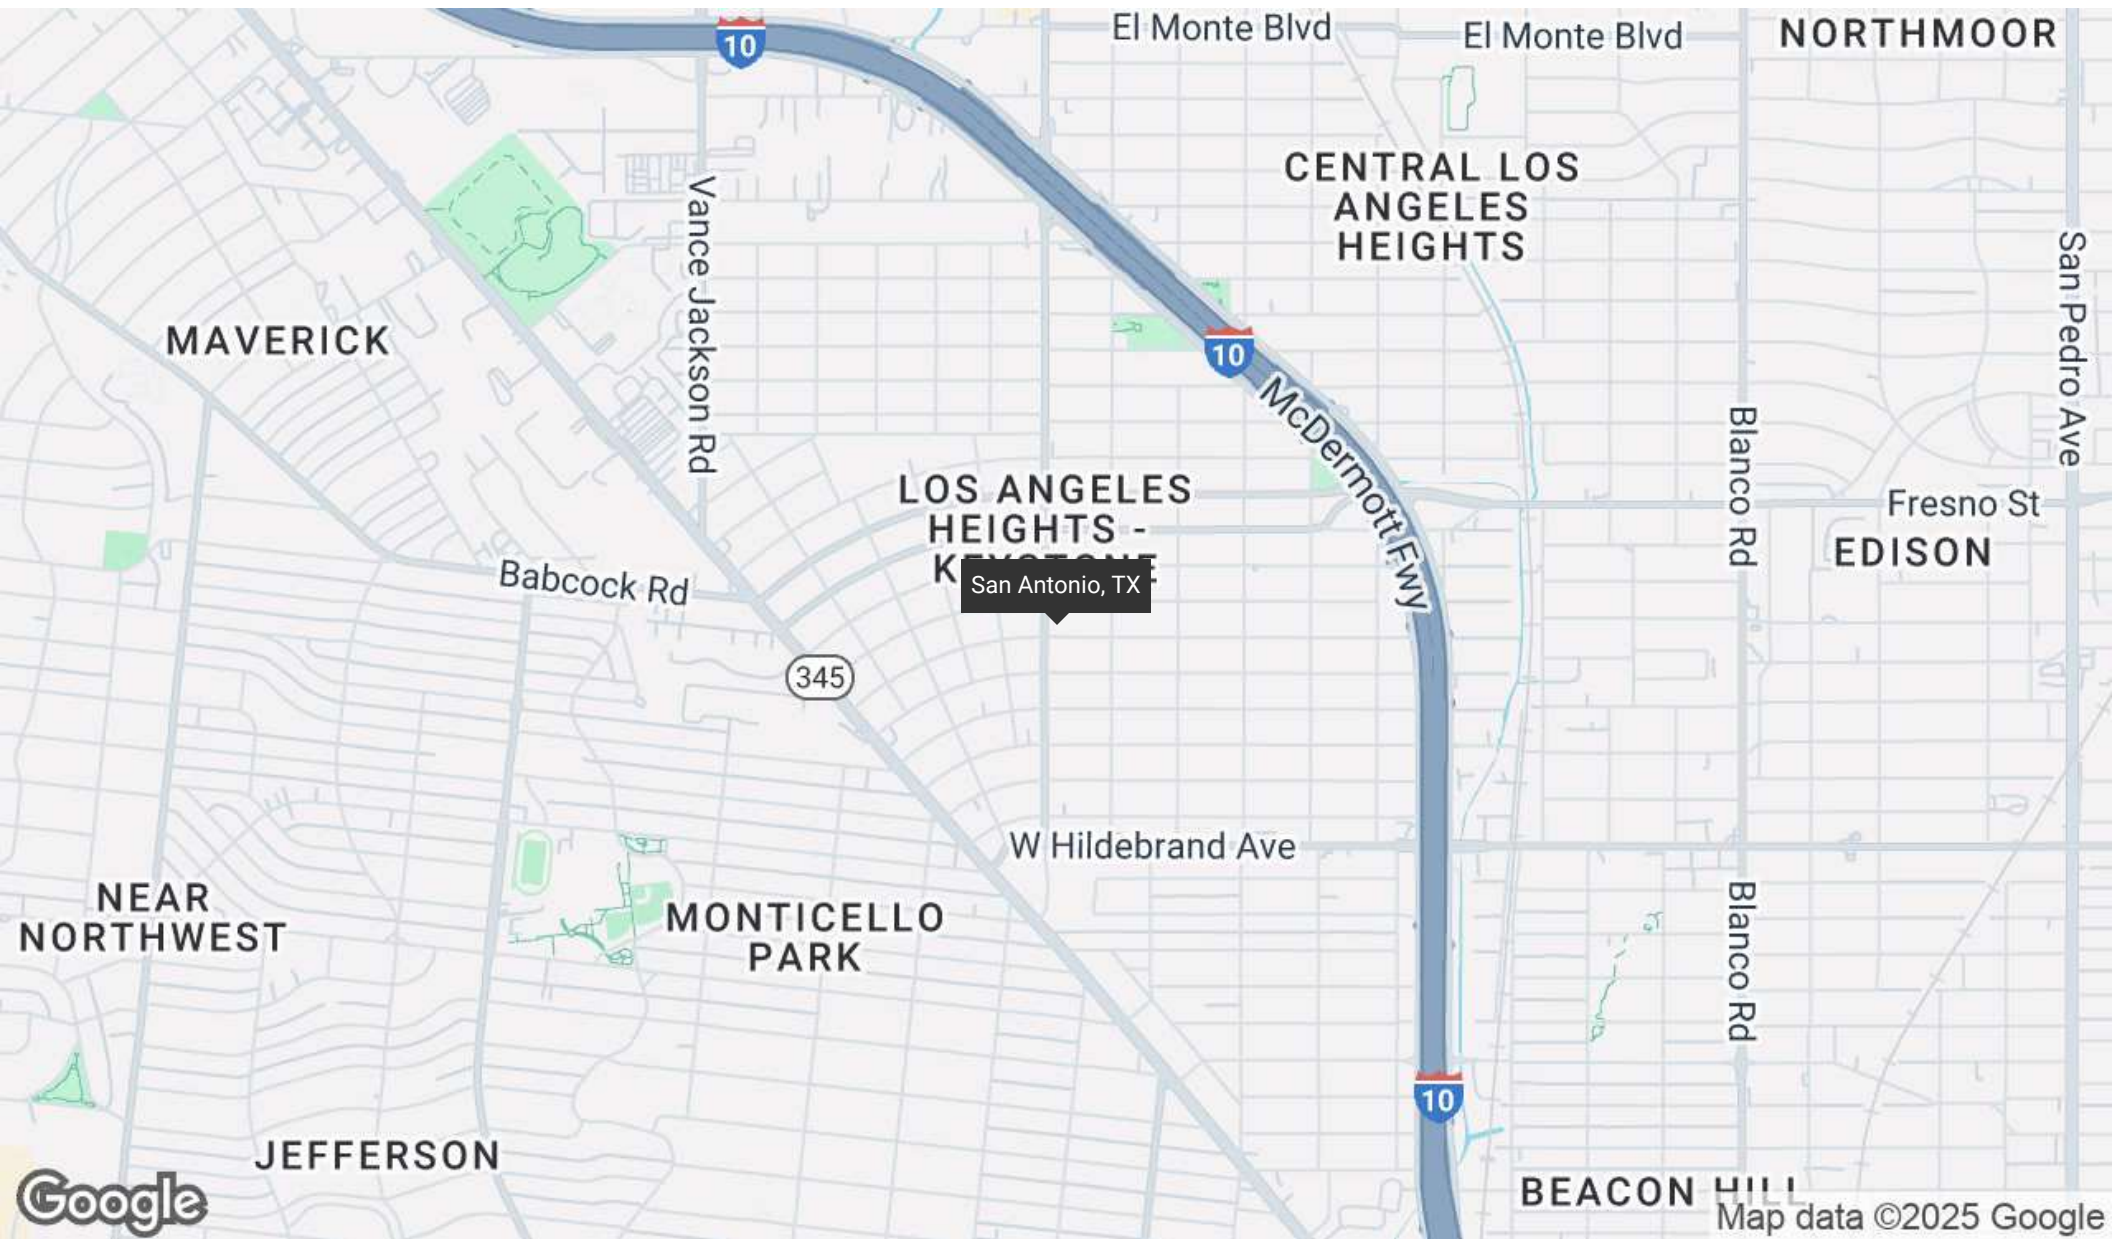 El Monte Blvd
El Monte Blvd
NORTHMOOR
10
CENTRAL LOS
ANGELES
HEIGHTS
Vance Jackson Rd
San Pedro Ave
MAVERICK
10
McDermott Fwy
Blanco Rd
LOS ANGELES
HEIGHTS -
KEYSTONE
Fresno St
EDISON
Babcock Rd
San Antonio, TX
345
W Hildebrand Ave
NEAR
NORTHWEST
MONTICELLO
PARK
Blanco Rd
10
JEFFERSON
BEACON HILL
Google
Map data ©2025 Google